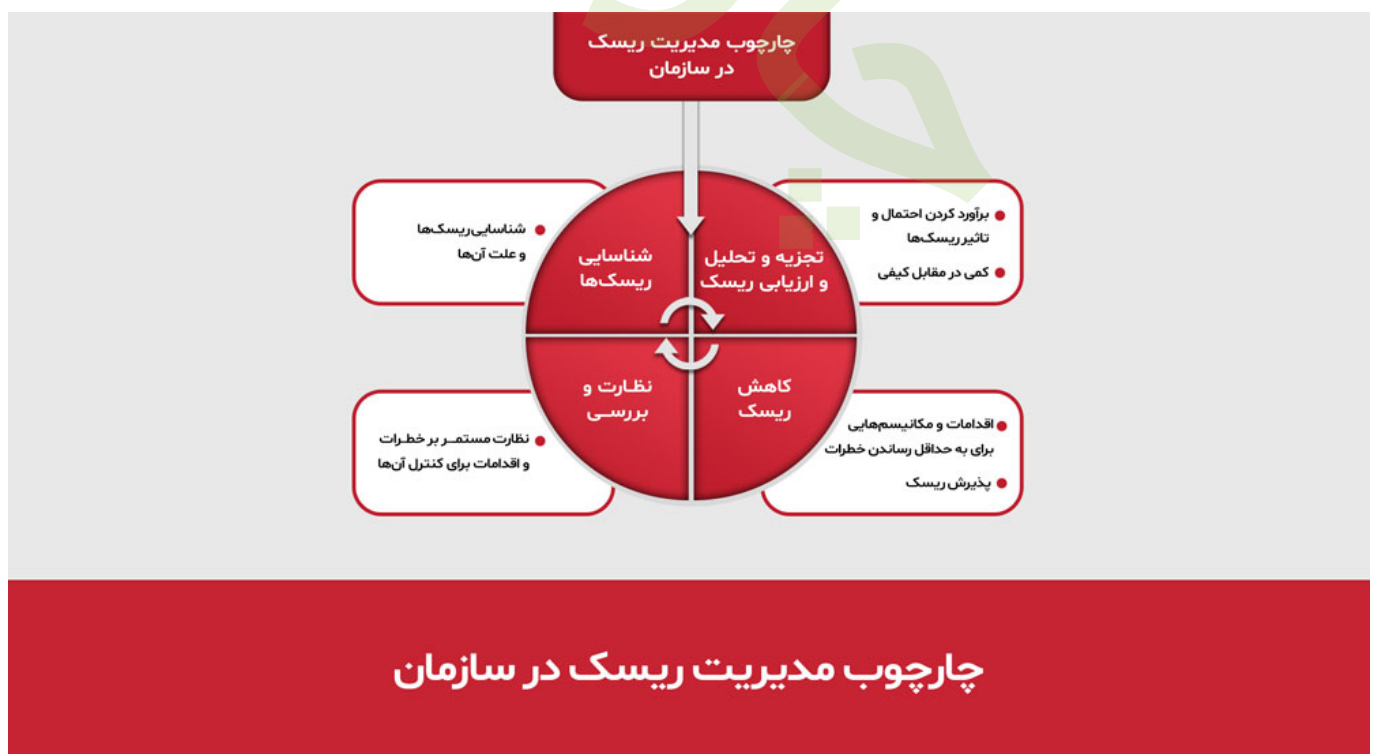 چارچوب مدیریت ریسک
در سازمان
برآورد کردن احتمال و
تاثیر ریسک‌ها
کمی در مقابل کیفی
تجزیه و تحلیل
و ارزیابی ریسک
شناسایی
ریسک‌ها
شناسایی ریسک‌ها
و علت آن‌ها
اقدامات و مکانیسم‌هایی
برای به حداقل رساندن خطرات
پذیرش ریسک
کاهش
ریسک
نظارت و
بررسی
نظارت مستمر بر خطرات
و اقدامات برای کنترل آن‌ها
چارچوب مدیریت ریسک در سازمان